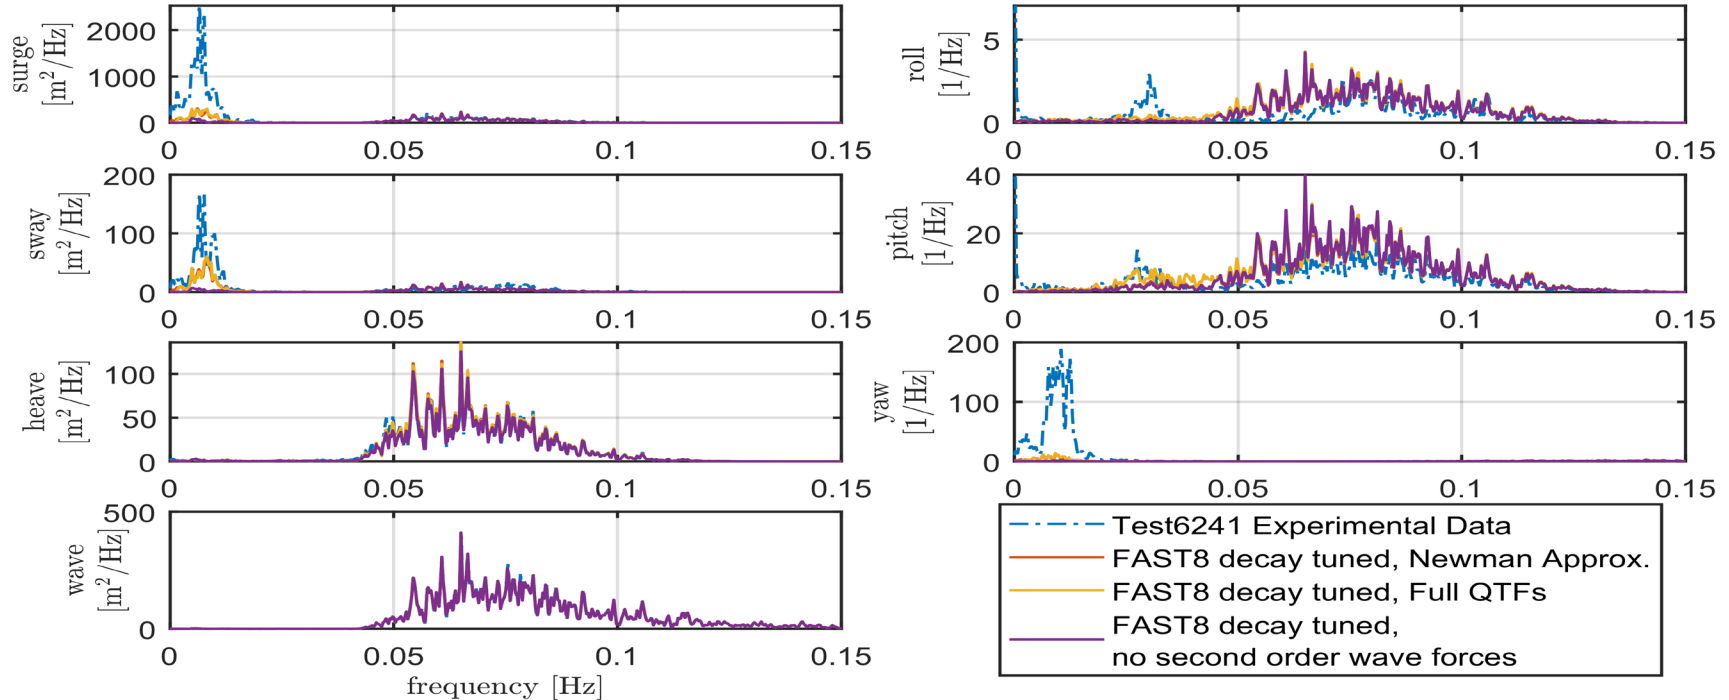 surge
[m²/Hz]
2000
1000
0
0
0.05
0.1
0.15
sway
[m²/Hz]
200
100
0
0
0.05
0.1
0.15
heave
[m²/Hz]
100
50
0
0
0.05
0.1
0.15
wave
[m²/Hz]
500
0
0
0.05
0.1
0.15
frequency [Hz]
roll
[1/Hz]
5
0
0
0.05
0.1
0.15
pitch
[1/Hz]
40
20
0
0
0.05
0.1
0.15
yaw
[1/Hz]
200
100
0
0
0.05
0.1
0.15
Test6241 Experimental Data
FAST8 decay tuned, Newman Approx.
FAST8 decay tuned, Full QTFs
FAST8 decay tuned,
no second order wave forces